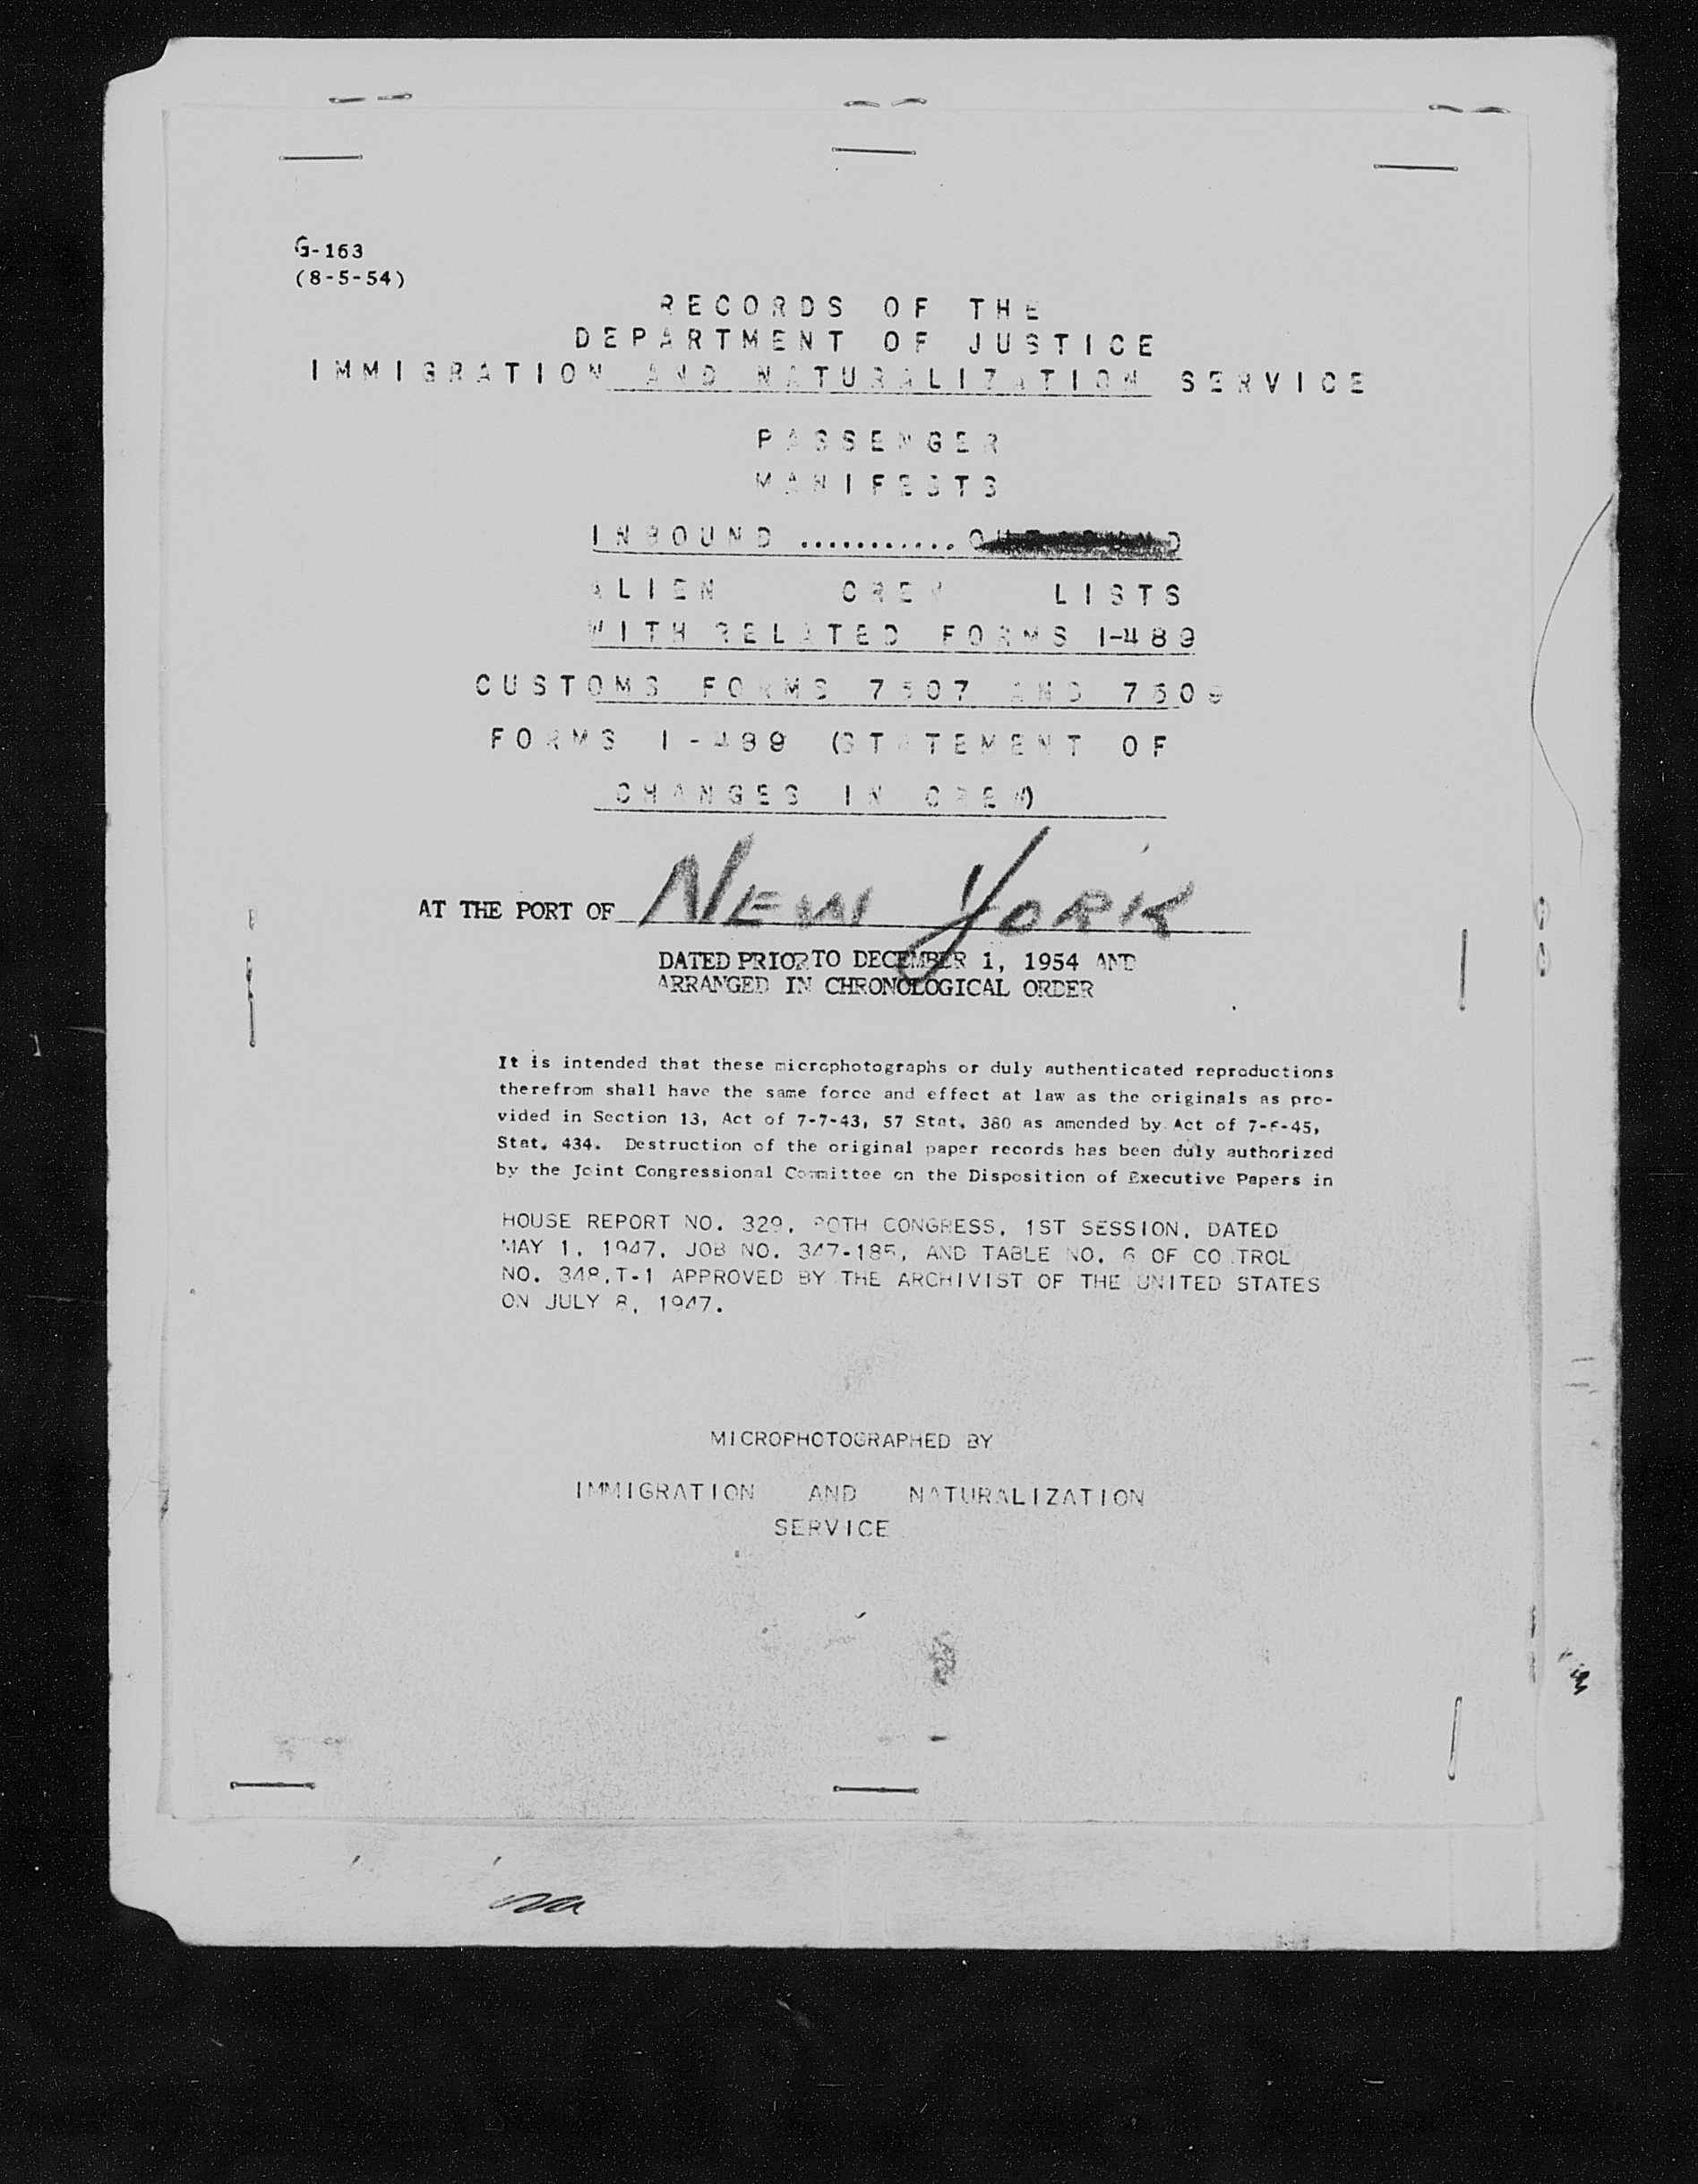 G-163
(8-5-54)
RECORDS OF THE
DEPARTMENT OF JUSTICE
IMMIGRATION AND NATURALIZATION SERVICE
PASSENGER
MANIFESTS
INBOUND ...........OUTBOUND
ALIEN CREW LISTS
WITH RELATED FORMS I-489
CUSTOMS FORMS 7507 AND 7509
FORMS I-489 (STATEMENT OF
CHANGES IN CREW)
AT THE PORT OF NEW YORK
DATED PRIOR TO DECEMBER 1, 1954 AND
ARRANGED IN CHRONOLOGICAL ORDER
It is intended that these microphotographs or duly authenticated reproductions
therefrom shall have the same force and effect at law as the originals as pro-
vided in Section 13, Act of 7-7-43, 57 Stat. 380 as amended by Act of 7-6-45,
Stat. 434. Destruction of the original paper records has been duly authorized
by the Joint Congressional Committee on the Disposition of Executive Papers in
HOUSE REPORT NO. 329, 80TH CONGRESS, 1ST SESSION, DATED
MAY 1, 1947, JOB NO. 347-185, AND TABLE NO. 6 OF CO TROL
NO. 348.T-1 APPROVED BY THE ARCHIVIST OF THE UNITED STATES
ON JULY 8, 1947.
MICROPHOTOGRAPHED BY
IMMIGRATION AND NATURALIZATION
SERVICE